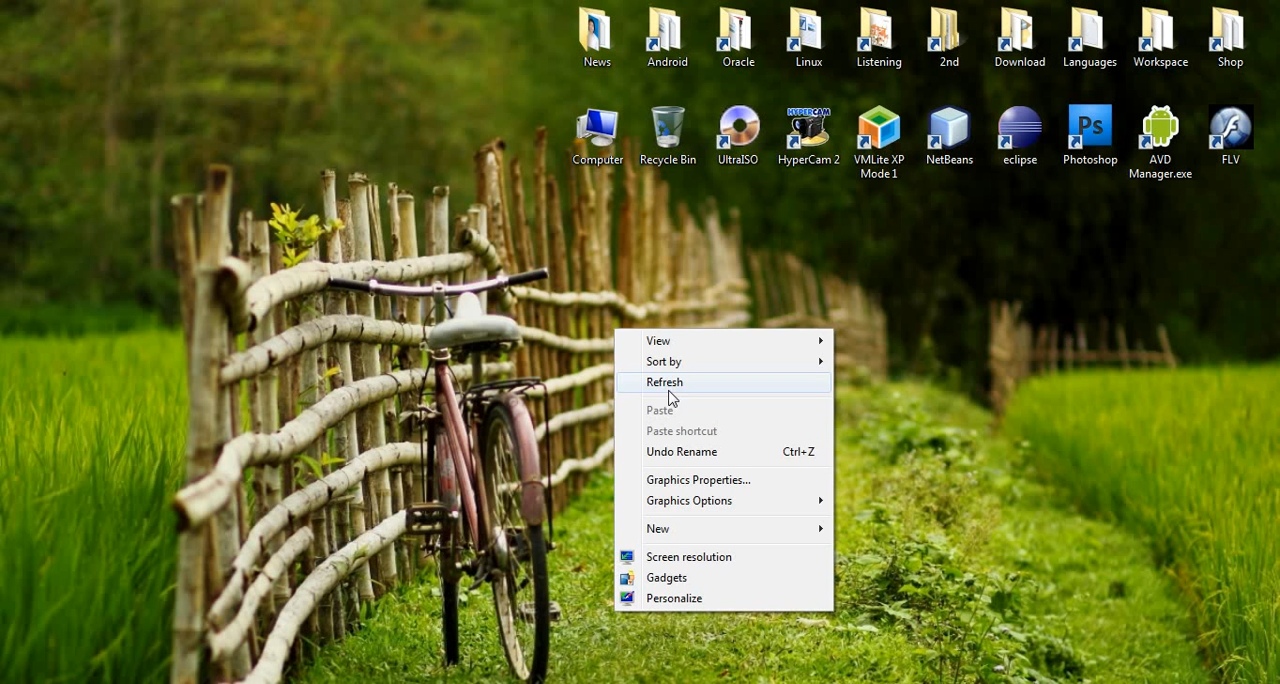 News
Android
Oracle
Linux
Listening
2nd
Download
Languages
Workspace
Shop
HYPERCAM
Ps
Computer
Recycle Bin
UltraISO
HyperCam 2
VMLite XP
Mode 1
NetBeans
eclipse
Photoshop
AVD
Manager.exe
FLV
View
Sort by
Refresh
Paste
Paste shortcut
Undo Rename Ctrl+Z
Graphics Properties...
Graphics Options
New
Screen resolution
Gadgets
Personalize